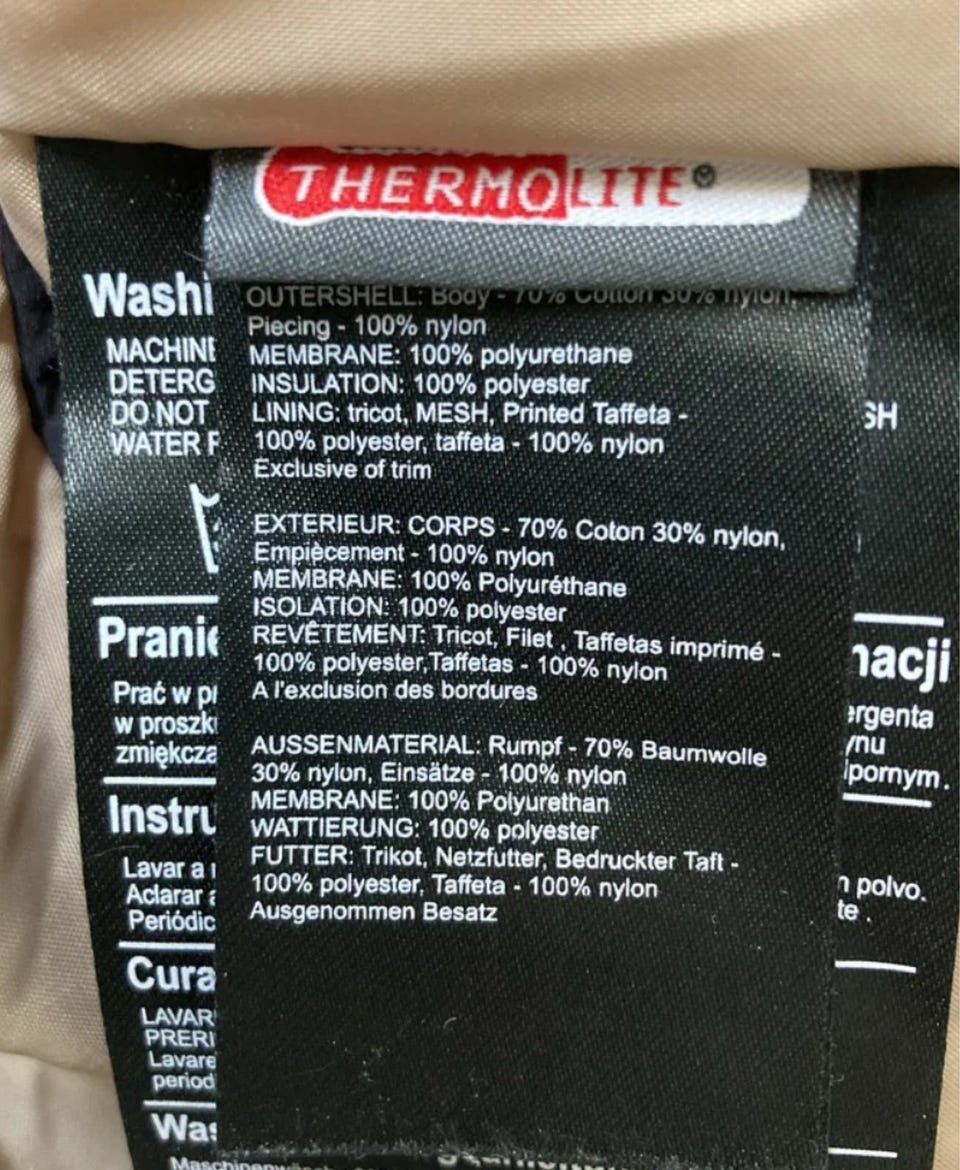 THERMOLITE®
OUTERSHELL: Body - 70% Cotton 30% nylon,
Piecing - 100% nylon
MEMBRANE: 100% polyurethane
INSULATION: 100% polyester
LINING: tricot, MESH, Printed Taffeta -
100% polyester, taffeta - 100% nylon
Exclusive of trim
EXTERIEUR: CORPS - 70% Coton 30% nylon,
Empiècement - 100% nylon
MEMBRANE: 100% Polyuréthane
ISOLATION: 100% polyester
REVÊTEMENT: Tricot, Filet , Taffetas imprimé -
100% polyester,Taffetas - 100% nylon
A l'exclusion des bordures
AUSSENMATERIAL: Rumpf - 70% Baumwolle
30% nylon, Einsätze - 100% nylon
MEMBRANE: 100% Polyurethan
WATTIERUNG: 100% polyester
FUTTER: Trikot, Netzfutter, Bedruckter Taft -
100% polyester, Taffeta - 100% nylon
Ausgenommen Besatz
Washi
MACHINE
DETERG
DO NOT
WATER
SH
Prani
nacji
Prać w
w proszk
zmiękcza
ergenta
ynu
pornym.
Instru
Lavar a
Aclarar
Periódic
n polvo.
te .
Cura
LAVAR
PRERI
Lavare
period
Was